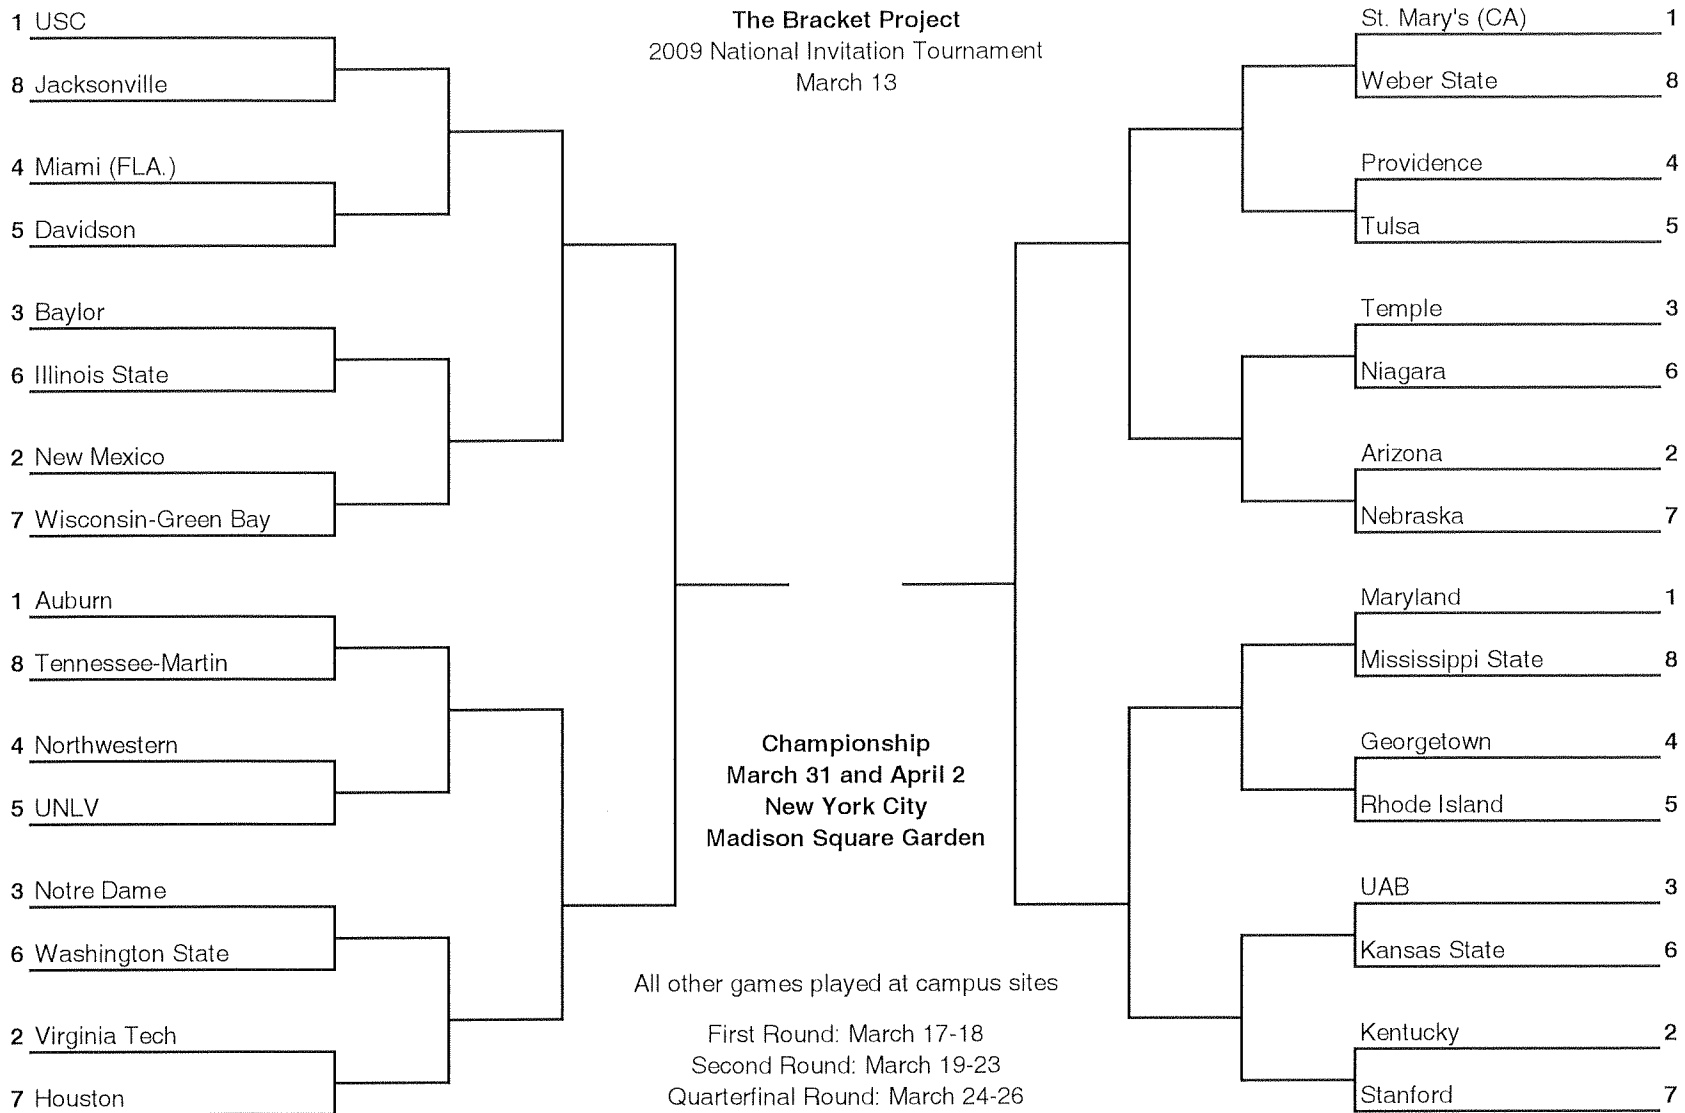 The Bracket Project
2009 National Invitation Tournament
March 13
1 USC
8 Jacksonville
4 Miami (FLA.)
5 Davidson
3 Baylor
6 Illinois State
2 New Mexico
7 Wisconsin-Green Bay
1 Auburn
8 Tennessee-Martin
4 Northwestern
5 UNLV
3 Notre Dame
6 Washington State
2 Virginia Tech
7 Houston
St. Mary's (CA) 1
Weber State 8
Providence 4
Tulsa 5
Temple 3
Niagara 6
Arizona 2
Nebraska 7
Maryland 1
Mississippi State 8
Georgetown 4
Rhode Island 5
UAB 3
Kansas State 6
Kentucky 2
Stanford 7
Championship
March 31 and April 2
New York City
Madison Square Garden
All other games played at campus sites
First Round: March 17-18
Second Round: March 19-23
Quarterfinal Round: March 24-26